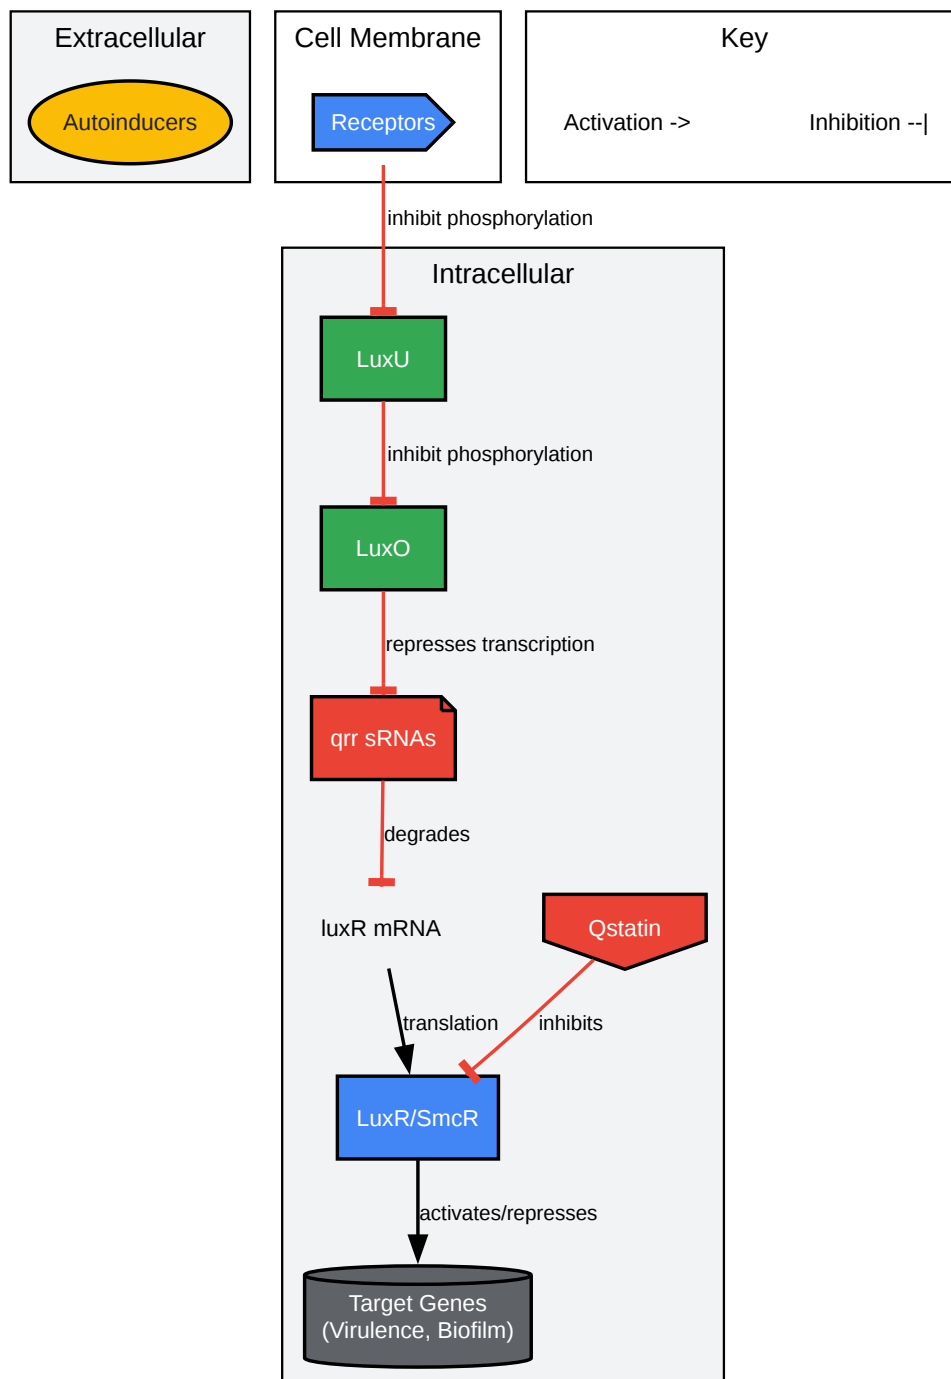 Extracellular
Autoinducers
Cell Membrane
Receptors
Key
Activation ->
Inhibition --|
inhibit phosphorylation
Intracellular
LuxU
inhibit phosphorylation
LuxO
represses transcription
qrr sRNAs
degrades
luxR mRNA
Qstatin
translation
inhibits
LuxR/SmcR
activates/represses
Target Genes
(Virulence, Biofilm)